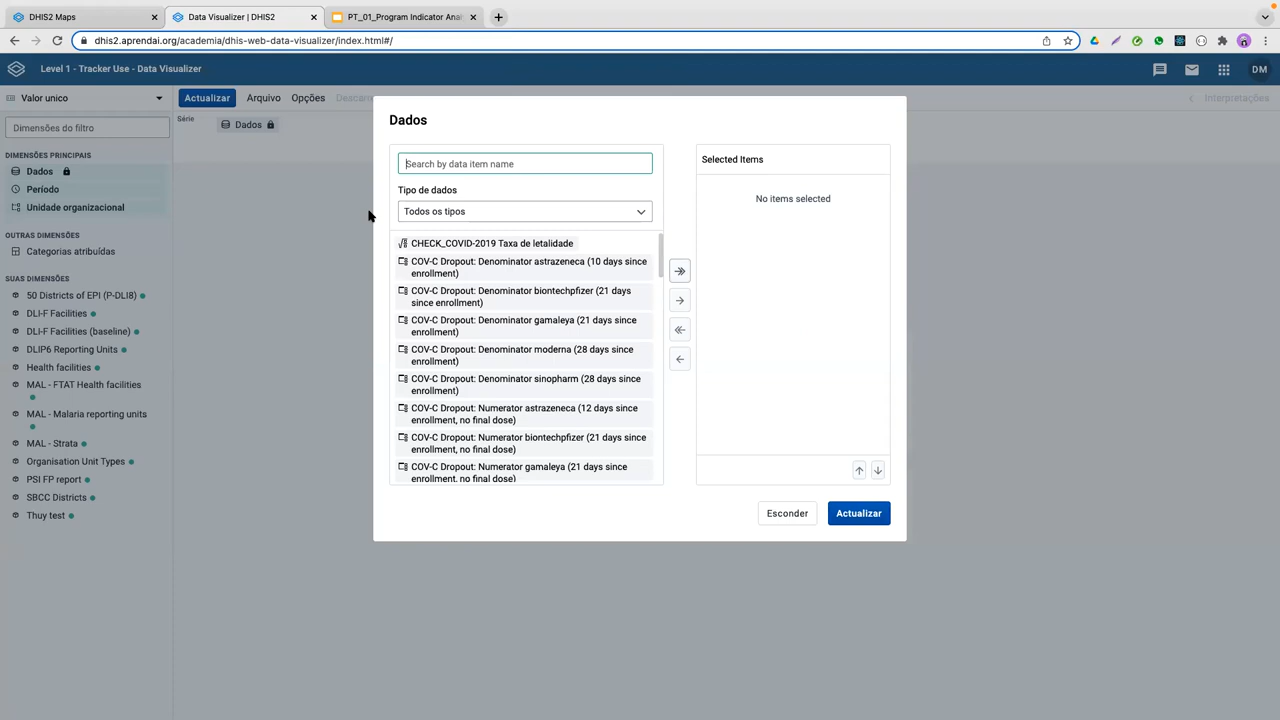 DHIS2 Maps
Data Visualizer | DHIS2
PT_01_Program Indicator Anal
dhis2.aprendai.org/academia/dhis-web-data-visualizer/index.html#/
Level 1 - Tracker Use - Data Visualizer
DM
Valor unico
Actualizar
Arquivo
Opções
Descarre
Interpretações
Dimensões do filtro
Série
Dados
DIMENSÕES PRINCIPAIS
Dados
Período
Unidade organizacional
OUTRAS DIMENSÕES
Categorias atribuídas
SUAS DIMENSÕES
50 Districts of EPI (P-DLI8)
DLI-F Facilities
DLI-F Facilities (baseline)
DLIP6 Reporting Units
Health facilities
MAL - FTAT Health facilities
MAL - Malaria reporting units
MAL - Strata
Organisation Unit Types
PSI FP report
SBCC Districts
Thuy test
Dados
Search by data item name
Tipo de dados
Todos os tipos
CHECK_COVID-2019 Taxa de letalidade
COV-C Dropout: Denominator astrazeneca (10 days since
enrollment)
COV-C Dropout: Denominator biontechpfizer (21 days
since enrollment)
COV-C Dropout: Denominator gamaleya (21 days since
enrollment)
COV-C Dropout: Denominator moderna (28 days since
enrollment)
COV-C Dropout: Denominator sinopharm (28 days since
enrollment)
COV-C Dropout: Numerator astrazeneca (12 days since
enrollment, no final dose)
COV-C Dropout: Numerator biontechpfizer (21 days since
enrollment, no final dose)
COV-C Dropout: Numerator gamaleya (21 days since
enrollment, no final dose)
Selected Items
No items selected
Esconder
Actualizar